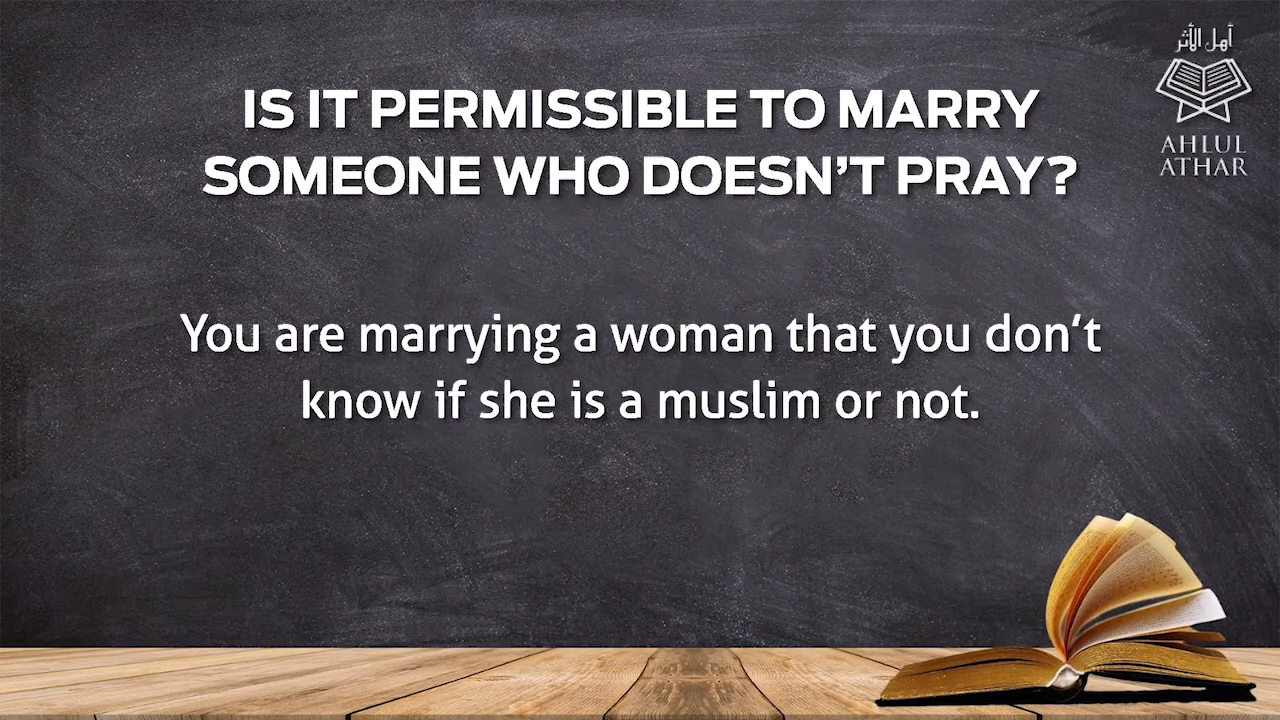 IS IT PERMISSIBLE TO MARRY
SOMEONE WHO DOESN’T PRAY?
You are marrying a woman that you don’t
know if she is a muslim or not.
أهل الأثر
AHLUL
ATHAR